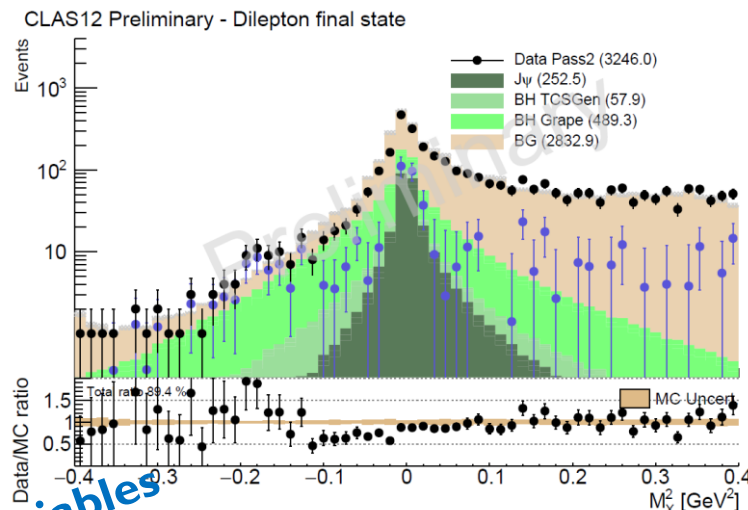 CLAS12 Preliminary - Dilepton final state
Events
10³
10²
10
Data Pass2 (3246.0)
Jψ (252.5)
BH TCSGen (57.9)
BH Grape (489.3)
BG (2832.9)
Preliminary
Data/MC ratio
1.5
1
0.5
Total ratio 89.4 %
MC Uncert
−0.4 −0.3 −0.2 −0.1 0 0.1 0.2 0.3 0.4
M²ₓ [GeV²]
iables